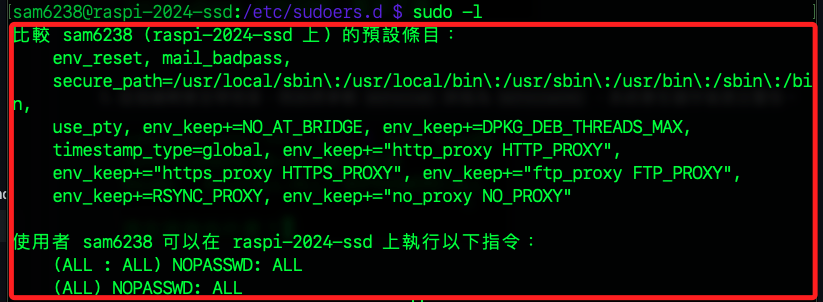 [sam6238@raspi-2024-ssd:/etc/sudoers.d $ sudo -l
比較 sam6238 (raspi-2024-ssd 上) 的預設條目：
    env_reset, mail_badpass,
    secure_path=/usr/local/sbin\:/usr/local/bin\:/usr/sbin\:/usr/bin\:/sbin\:/bi
n,
    use_pty, env_keep+=NO_AT_BRIDGE, env_keep+=DPKG_DEB_THREADS_MAX,
    timestamp_type=global, env_keep+="http_proxy HTTP_PROXY",
    env_keep+="https_proxy HTTPS_PROXY", env_keep+="ftp_proxy FTP_PROXY",
    env_keep+=RSYNC_PROXY, env_keep+="no_proxy NO_PROXY"
使用者 sam6238 可以在 raspi-2024-ssd 上執行以下指令：
    (ALL : ALL) NOPASSWD: ALL
    (ALL) NOPASSWD: ALL